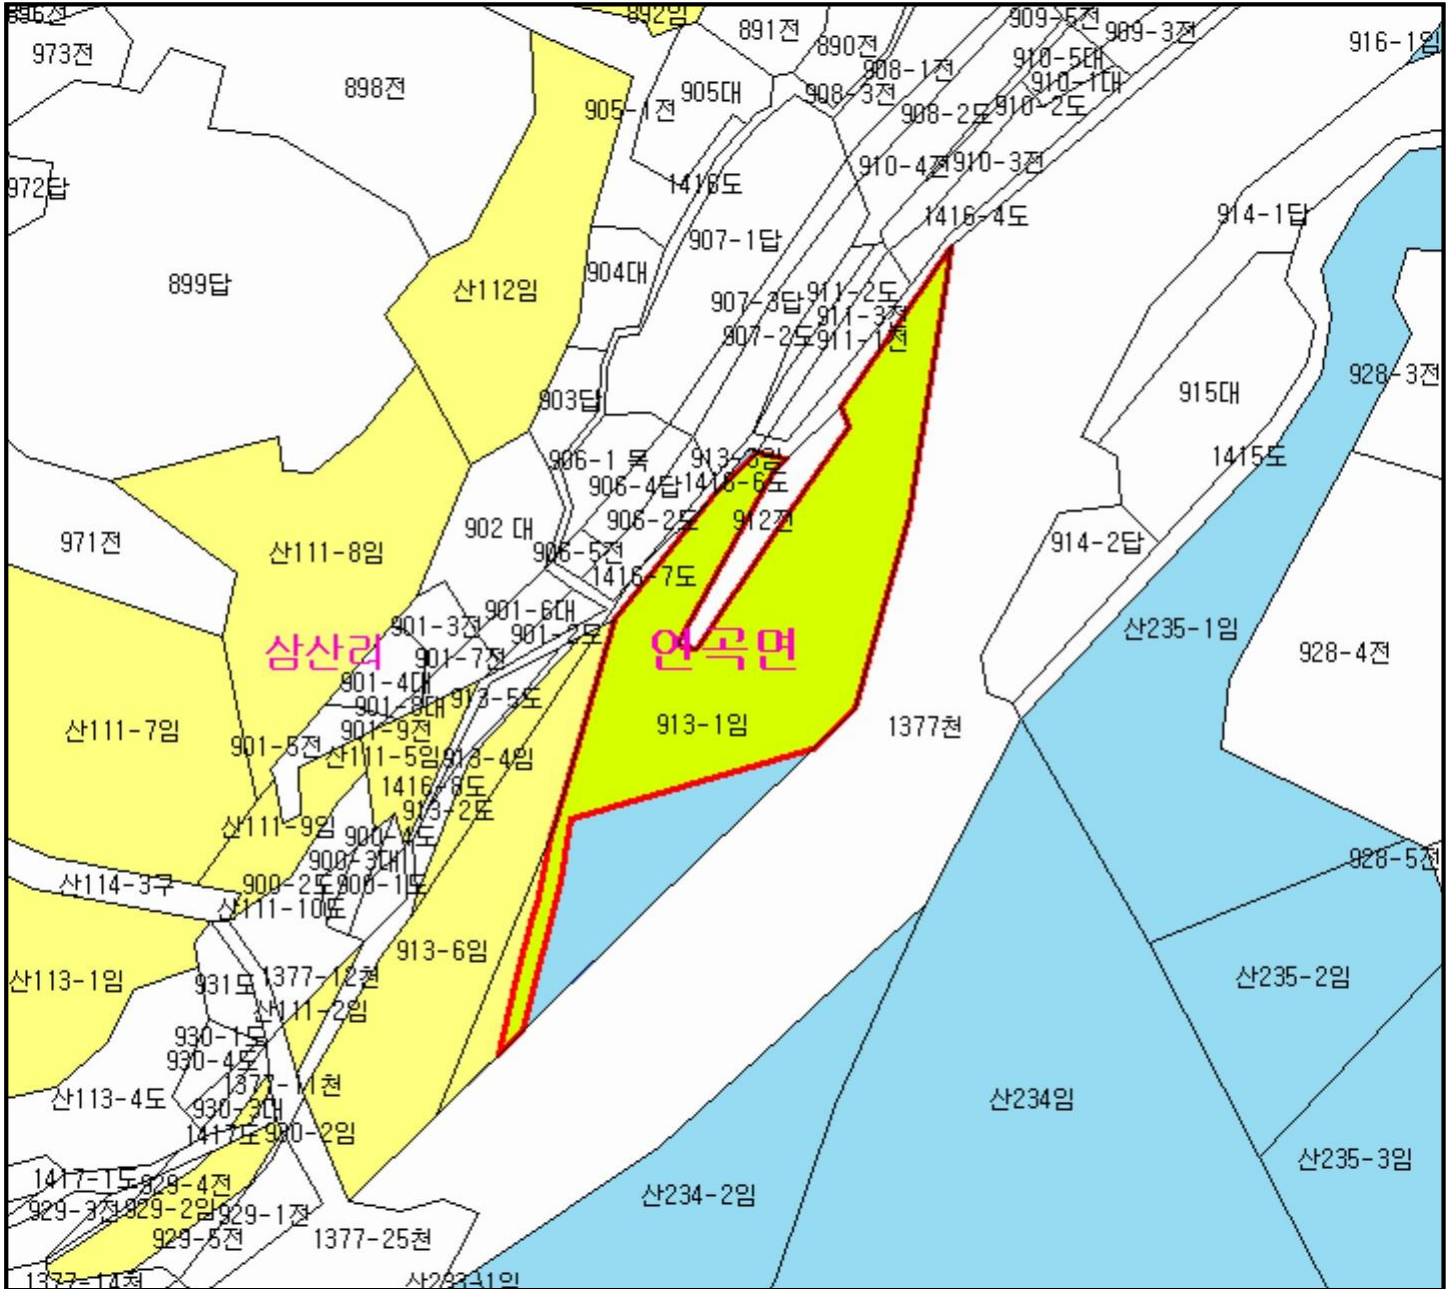 896전
892임
891전
890전
909-5전
909-3전
916-1임
973전
898전
910-5대
908-1전
910-1대
905대
908-3전
905-1전
908-2도
910-2도
910-4전
910-3전
972답
1416도
1416-4도
914-1답
907-1답
904대
899답
산112임
907-3답
911-2도
911-3전
907-2도
911-1전
928-3전
915대
903답
906-1 목
1415도
906-4답
1416-6도
906-2도
912전
902 대
971전
산111-8임
906-5전
914-2답
1416-7도
901-6대
901-3전
901-2도
산235-1임
삼산리
901-7전
연곡면
928-4전
901-4대
913-5도
901-8대
913-1임
1377천
산111-7임
901-9전
901-5전
산111-5임
913-4임
1416-8도
913-2도
산111-9임
900-4도
900-3대
928-5전
산114-3구
900-2도
900-1도
산111-10도
913-6임
산113-1임
931도
1377-12천
산235-2임
산111-2임
930-1도
930-4도
1377-11천
산113-4도
산234임
930-3대
1417도
930-2임
산235-3임
1417-1도
929-4전
산234-2임
929-3전
929-2임
929-1전
929-5전
1377-25천
1377-14천
산233-1임